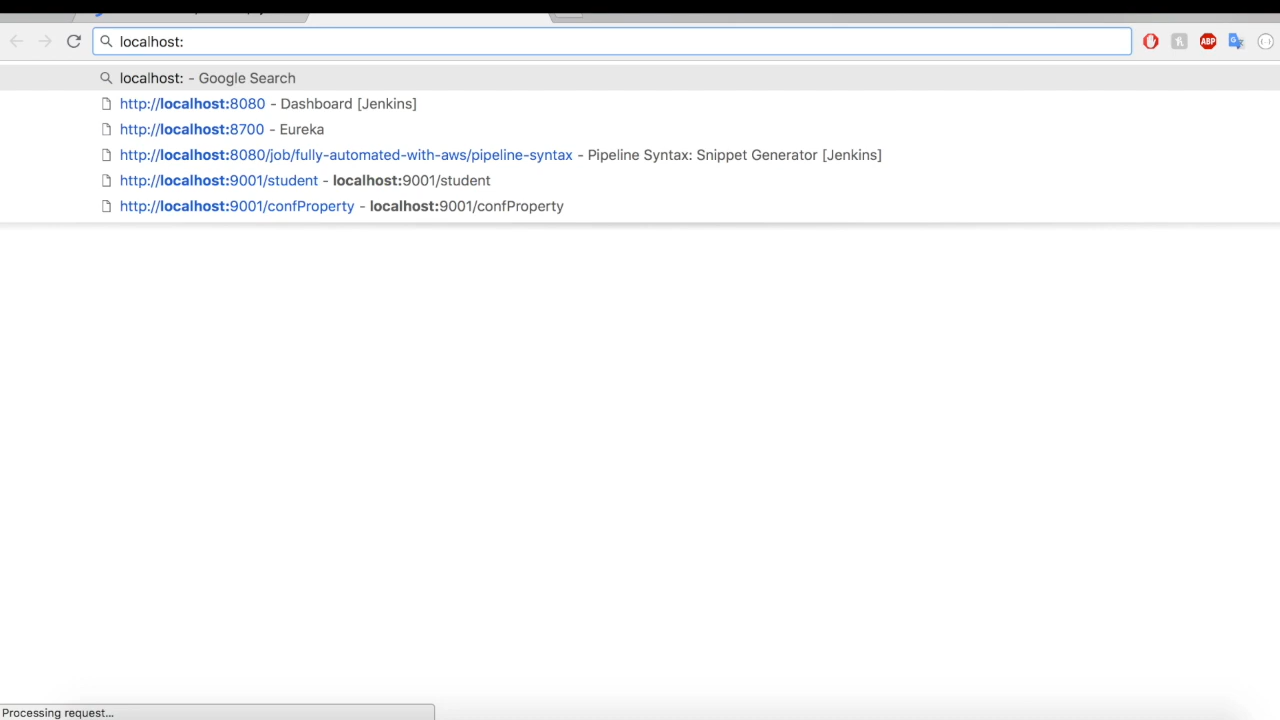 localhost:
localhost: - Google Search
http://localhost:8080 - Dashboard [Jenkins]
http://localhost:8700 - Eureka
http://localhost:8080/job/fully-automated-with-aws/pipeline-syntax - Pipeline Syntax: Snippet Generator [Jenkins]
http://localhost:9001/student - localhost:9001/student
http://localhost:9001/confProperty - localhost:9001/confProperty
ABP
Processing request...